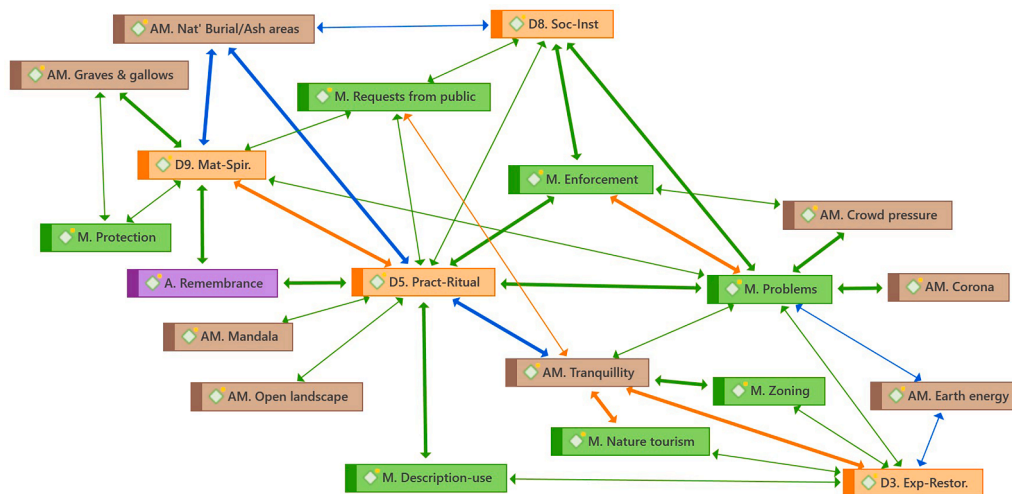 AM. Nat' Burial/Ash areas
D8. Soc-Inst
AM. Graves & gallows
M. Requests from public
D9. Mat-Spir.
M. Enforcement
AM. Crowd pressure
M. Protection
A. Remembrance
D5. Pract-Ritual
M. Problems
AM. Corona
AM. Mandala
AM. Tranquillity
AM. Open landscape
M. Zoning
AM. Earth energy
M. Nature tourism
M. Description-use
D3. Exp-Restor.